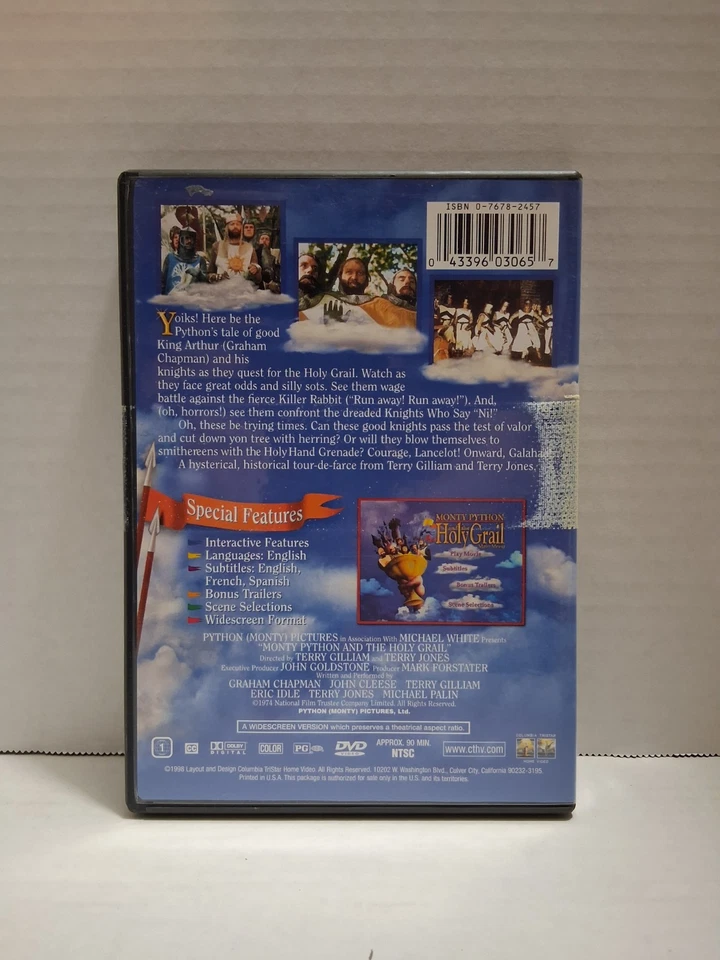 ISBN 0-7678-2457
0 43396 03065 7
Yoiks! Here be the
Python's tale of good
King Arthur (Graham
Chapman) and his
knights as they quest for the Holy Grail. Watch as
they face great odds and silly sots. See them wage
battle against the fierce Killer Rabbit ("Run away! Run away!"). And,
(oh, horrors!) see them confront the dreaded Knights Who Say "Ni!"
Oh, these be trying times. Can these good knights pass the test of valor
and cut down yon tree with herring? Or will they blow themselves to
smithereens with the Holy Hand Grenade? Courage, Lancelot! Onward, Galahad
A hysterical, historical tour-de-farce from Terry Gilliam and Terry Jones.
Special Features
Interactive Features
Languages: English
Subtitles: English,
French, Spanish
Bonus Trailers
Scene Selections
Widescreen Format
MONTY PYTHON
Holy Grail
Play Movie
Subtitles
Bonus Trailers
Scene Selections
PYTHON (MONTY) PICTURES in Association With MICHAEL WHITE Presents
"MONTY PYTHON AND THE HOLY GRAIL"
Directed by TERRY GILLIAM and TERRY JONES
Executive Producer JOHN GOLDSTONE Producer MARK FORSTATER
Written and Performed by
GRAHAM CHAPMAN JOHN CLEESE TERRY GILLIAM
ERIC IDLE TERRY JONES MICHAEL PALIN
©1974 National Film Trustee Company Limited. All Rights Reserved.
PYTHON (MONTY) PICTURES, Ltd.
A WIDESCREEN VERSION which preserves a theatrical aspect ratio.
1 CC DOLBY DIGITAL COLOR PG DVD VIDEO APPROX. 90 MIN. NTSC www.cthv.com COLUMBIA TRISTAR HOME VIDEO
©1998 Layout and Design Columbia TriStar Home Video. All Rights Reserved. 10202 W. Washington Blvd., Culver City, California 90232-3195.
Printed in U.S.A. This package is authorized for sale only in the U.S. and its territories.